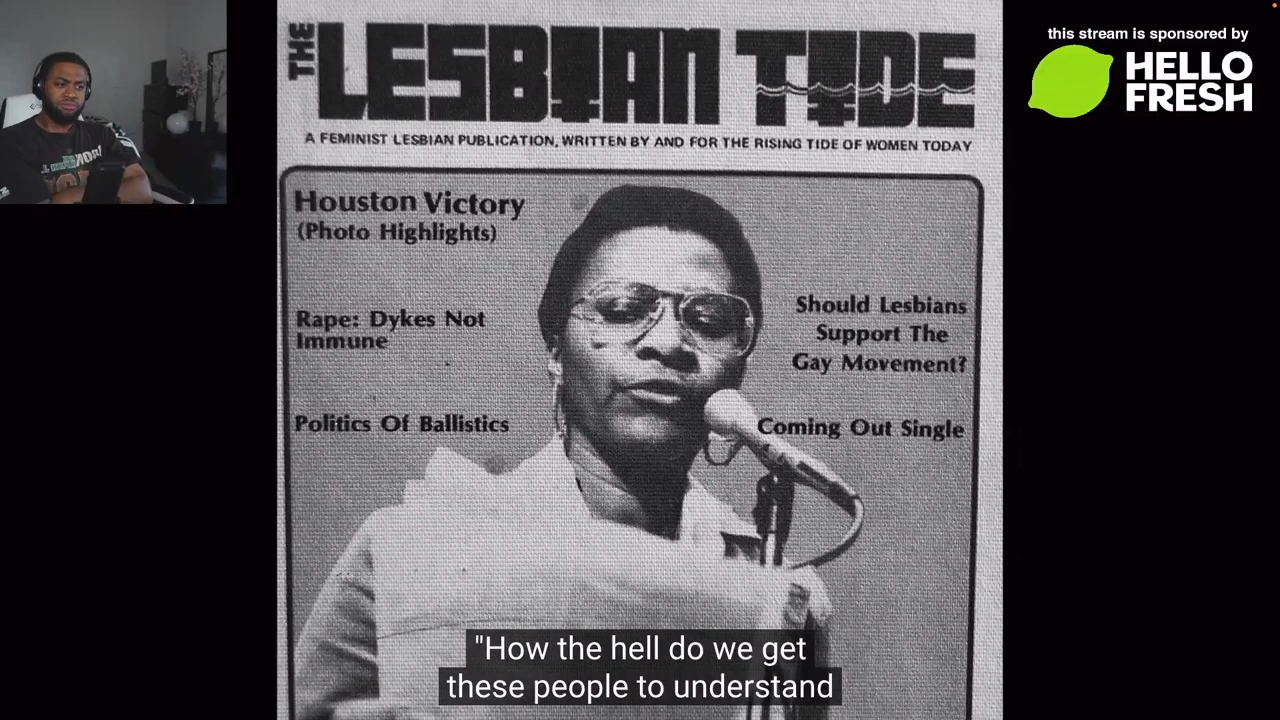 this stream is sponsored by
HELLO
FRESH
THE
LESBIAN TIDE
A FEMINIST LESBIAN PUBLICATION, WRITTEN BY AND FOR THE RISING TIDE OF WOMEN TODAY
Houston Victory
(Photo Highlights)
Rape: Dykes Not
Immune
Politics Of Ballistics
Should Lesbians
Support The
Gay Movement?
Coming Out Single
"How the hell do we get
these people to understand